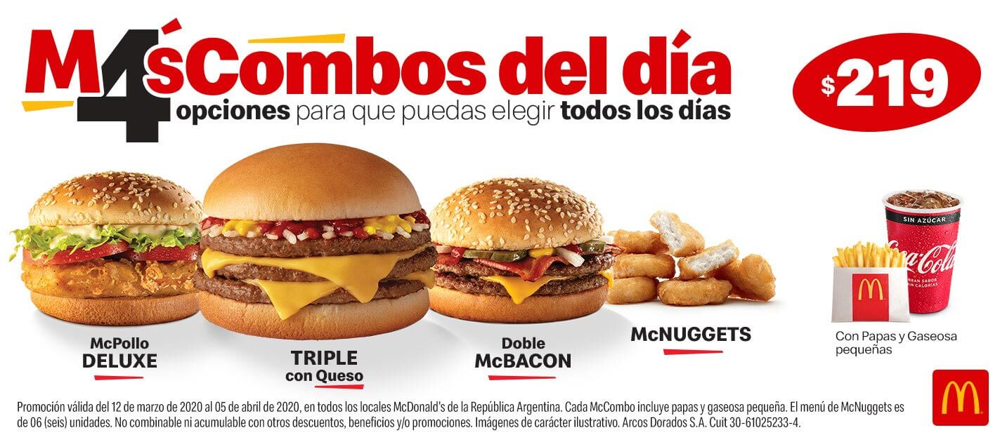 M4´sCombos del día
opciones para que puedas elegir todos los días
$219
McPollo
DELUXE
TRIPLE
con Queso
Doble
McBACON
McNUGGETS
SIN AZÚCAR
Coca-Cola
GRAN SABOR
SIN CALORÍAS
Con Papas y Gaseosa
pequeñas
Promoción válida del 12 de marzo de 2020 al 05 de abril de 2020, en todos los locales McDonald's de la República Argentina. Cada McCombo incluye papas y gaseosa pequeña. El menú de McNuggets es
de 06 (seis) unidades. No combinable ni acumulable con otros descuentos, beneficios y/o promociones. Imágenes de carácter ilustrativo. Arcos Dorados S.A. Cuit 30-61025233-4.